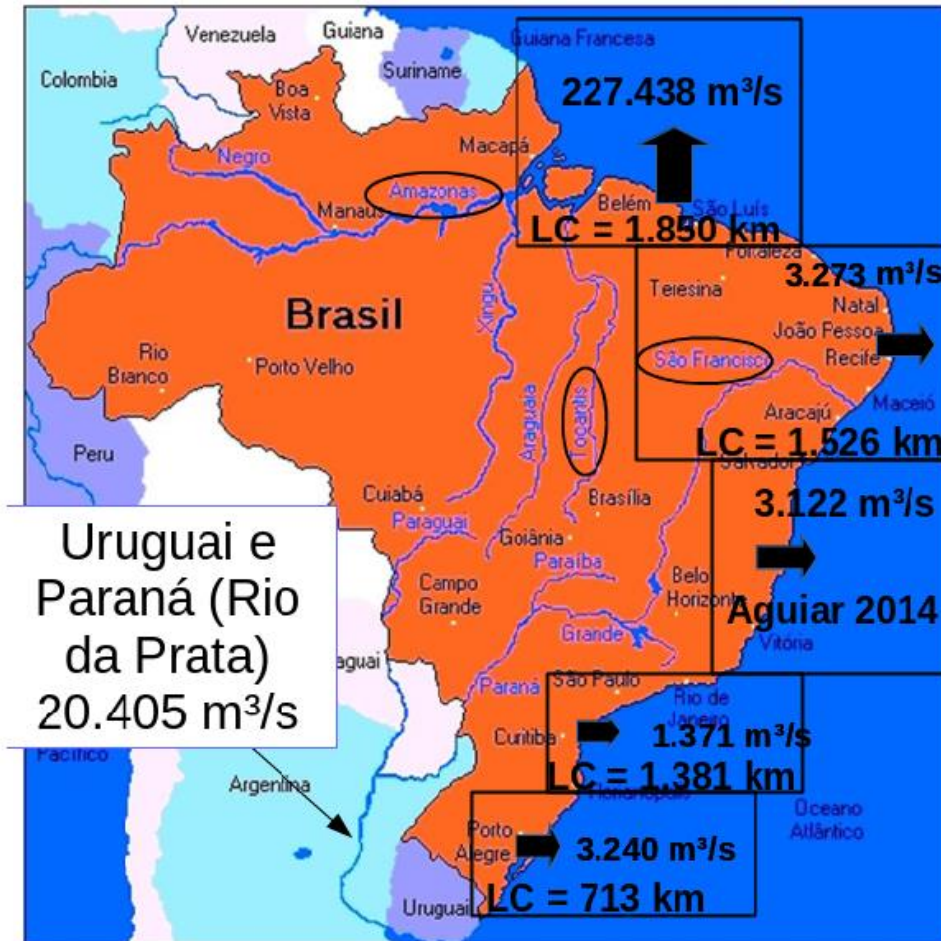 Venezuela
Guiana
Guiana Francesa
Colombia
Suriname
Boa
Vista
227.438 m³/s
Macapá
Negro
Amazonas
Manaus
Belém
São Luís
LC = 1.850 km
Fortaleza
3.273 m³/s
Teresina
Natal
João Pessoa
Brasil
Xingu
Rio
Branco
Porto Velho
São Francisco
Recife
Maceió
Araguaia
Tocantis
Aracajú
LC = 1.526 km
Peru
Salvador
Cuiabá
Brasília
3.122 m³/s
Paraguai
Goiânia
Uruguai e
Paraná (Rio
da Prata)
20.405 m³/s
Paraíba
Campo
Grande
Belo
Horizonte
Aguiar 2014
Vitória
Grande
aguai
São Paulo
Paraná
Rio de
Janeiro
Curitiba
1.371 m³/s
Pacífico
LC = 1.381 km
Argenlina
Florianópolis
Oceano
Atlântico
Porto
Alegre
3.240 m³/s
LC = 713 km
Uruguai